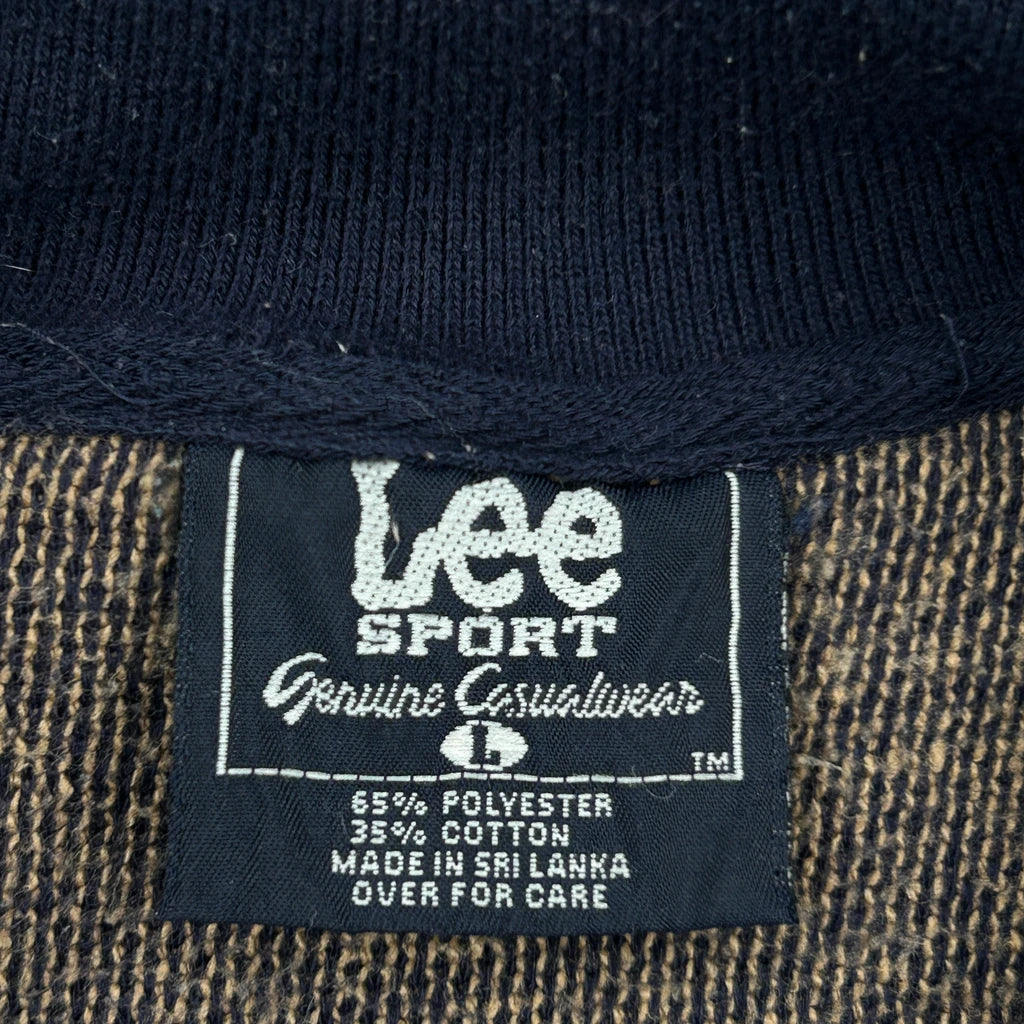 Lee
SPORT
Genuine Casualwear
L
TM
65% POLYESTER
35% COTTON
MADE IN SRI LANKA
OVER FOR CARE